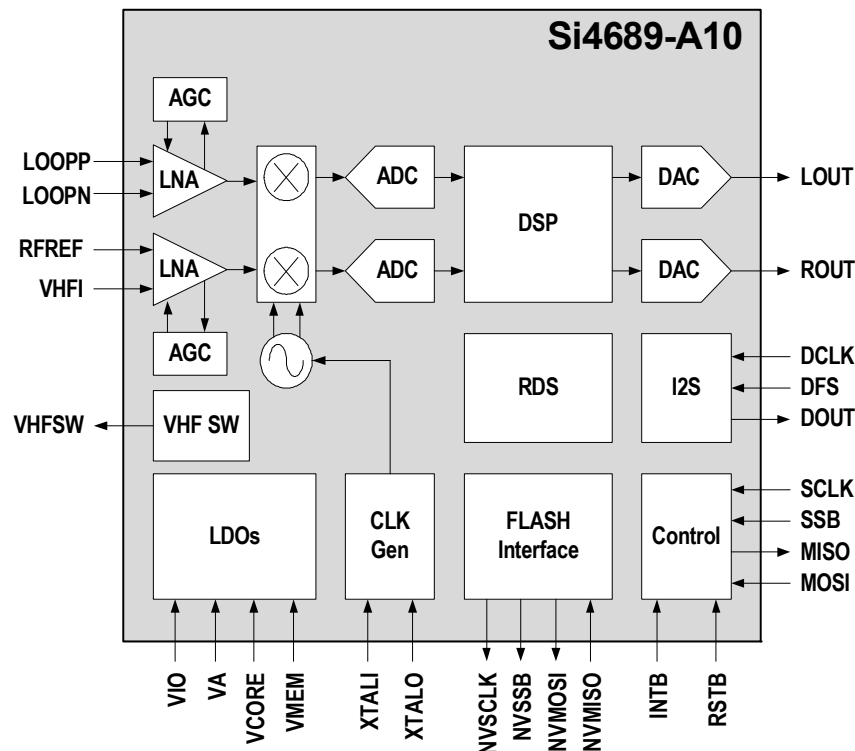 Si4689-A10
AGC
LOOPP
LOOPN
LNA
ADC
DSP
DAC
LOUT
RFREF
VHFI
LNA
ADC
DAC
ROUT
AGC
RDS
I2S
DCLK
DFS
DOUT
VHFSW
VHF SW
LDOs
CLK
Gen
FLASH
Interface
Control
SCLK
SSB
MISO
MOSI
VIO
VA
VCORE
VMEM
XTALI
XTALO
NVSCLK
NVSSB
NVMOSI
NVMISO
INTB
RSTB